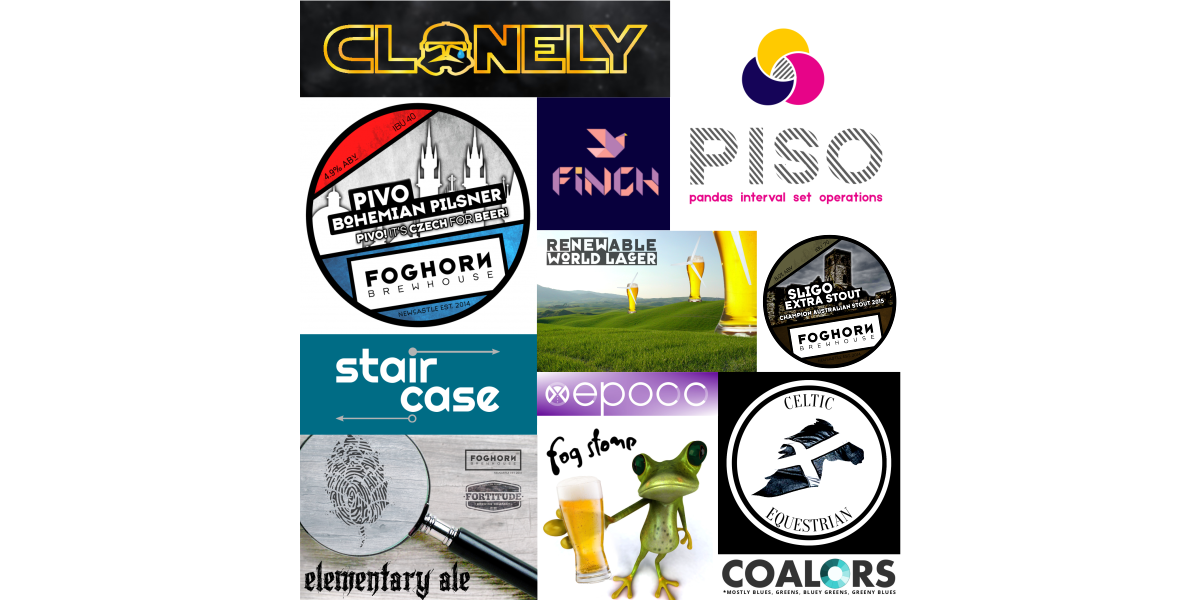 CLONELY
PISO
pandas interval set operations
4.9% ABV
IBU 40
PIVO
BOHEMIAN PILSNER
PIVO! IT'S CZECH FOR BEER!
FOGHORN
BREWHOUSE
NEWCASTLE EST. 2014
FINCH
RENEWABLE
WORLD LAGER
SLIGO
EXTRA STOUT
CHAMPION AUSTRALIAN STOUT 2015
FOGHORN
BREWHOUSE
stair
case
epoca
CELTIC
EQUESTRIAN
FOGHORN
BREWHOUSE
FORTITUDE
elementary ale
fog stomp
COALORS
*MOSTLY BLUES, GREENS, BLUEY GREENS, GREENY BLUES